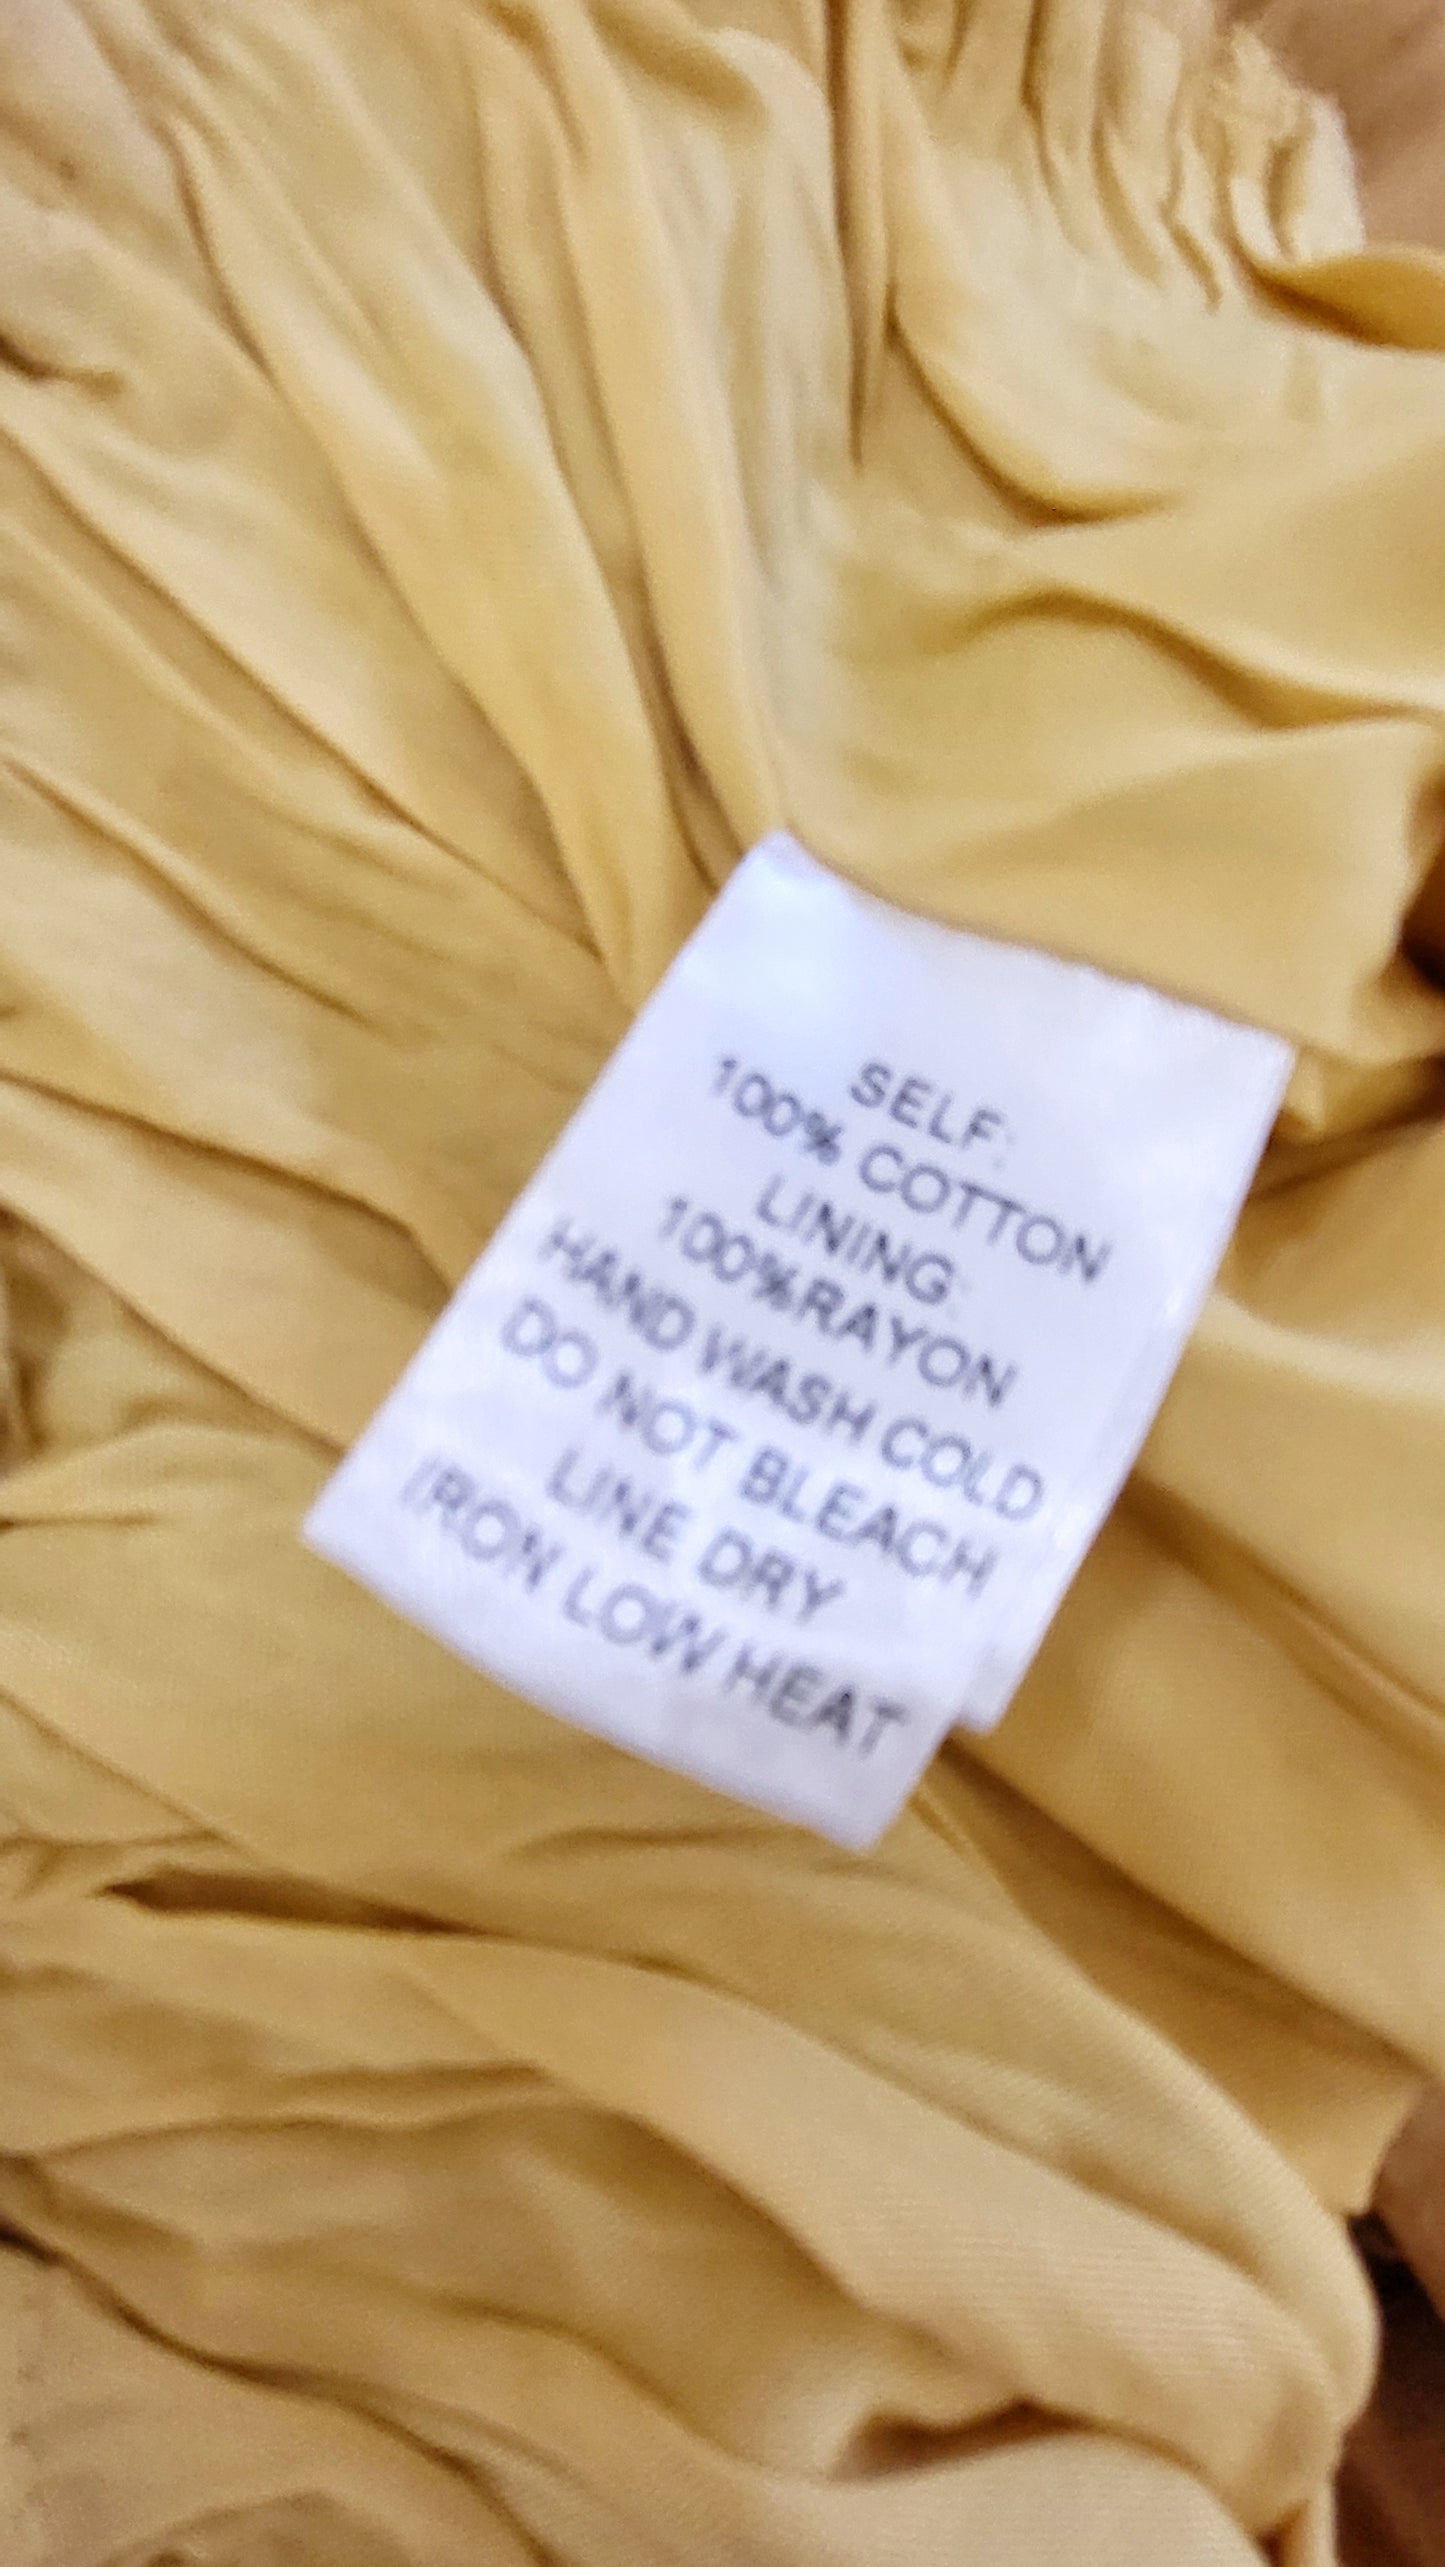 SELF:
100% COTTON
LINING:
100%RAYON
HAND WASH COLD
DO NOT BLEACH
LINE DRY
IRON LOW HEAT